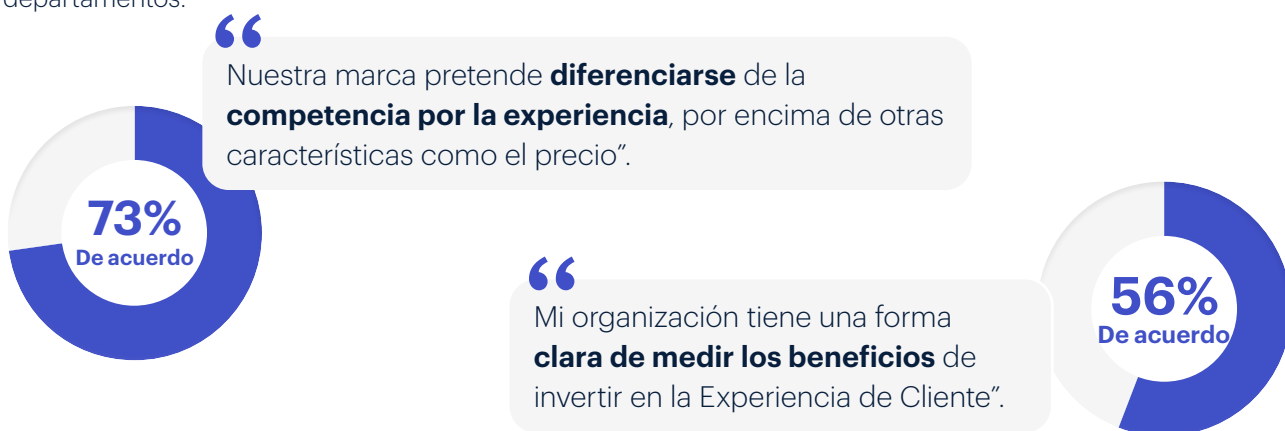 departamentos.
“
Nuestra marca pretende diferenciarse de la
competencia por la experiencia, por encima de otras
características como el precio”.
73%
De acuerdo
“
Mi organización tiene una forma
clara de medir los beneficios de
invertir en la Experiencia de Cliente”.
56%
De acuerdo